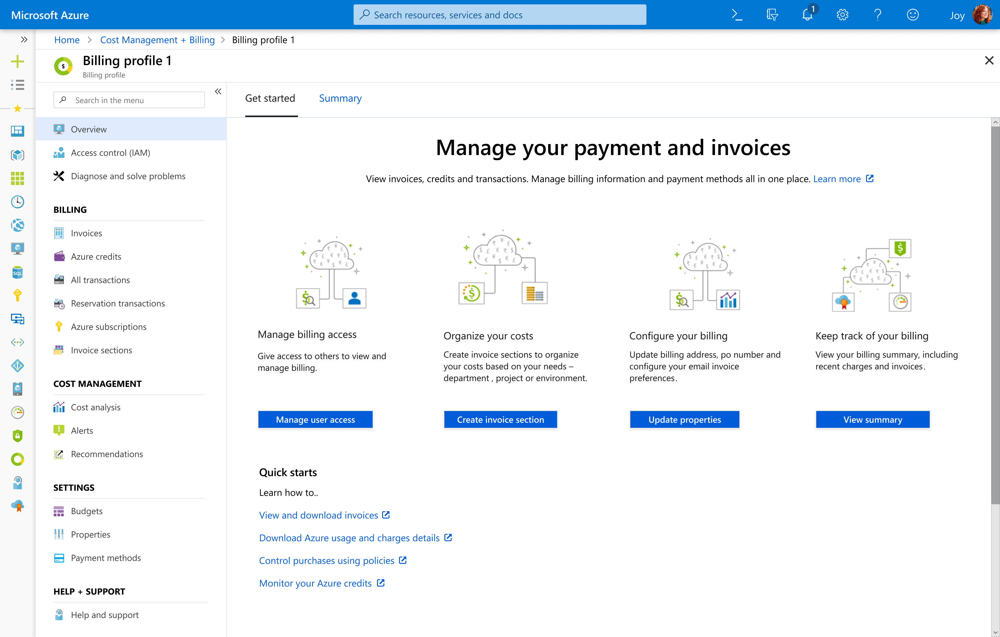 Microsoft Azure
Search resources, services and docs
1
Joy
Home > Cost Management + Billing > Billing profile 1
$
Billing profile 1
Billing profile
Search in the menu
Overview
Access control (IAM)
Diagnose and solve problems
BILLING
Invoices
Azure credits
All transactions
Reservation transactions
Azure subscriptions
Invoice sections
COST MANAGEMENT
Cost analysis
Alerts
Recommendations
SETTINGS
Budgets
Properties
Payment methods
HELP + SUPPORT
Help and support
SQL
Get started
Summary
Manage your payment and invoices
View invoices, credits and transactions. Manage billing information and payment methods all in one place. Learn more
Manage billing access
Give access to others to view and
manage billing.
Manage user access
Organize your costs
Create invoice sections to organize
your costs based on your needs –
department , project or environment.
Create invoice section
Configure your billing
Update billing address, po number and
configure your email invoice
preferences.
Update properties
Keep track of your billing
View your billing summary, including
recent charges and invoices.
View summary
Quick starts
Learn how to..
View and download invoices
Download Azure usage and charges details
Control purchases using policies
Monitor your Azure credits